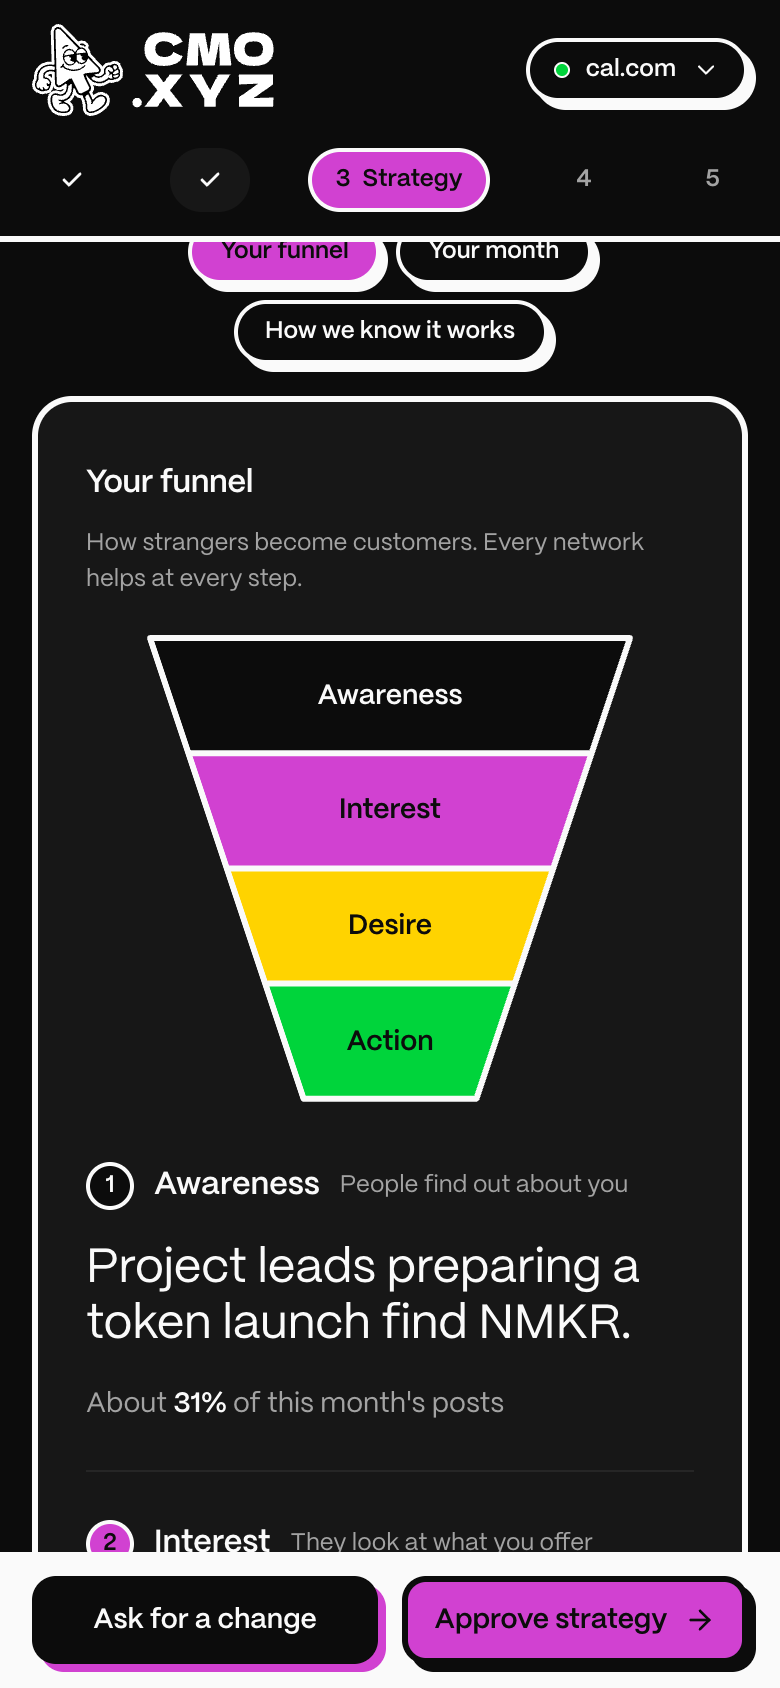 CMO
.XYZ
cal.com
3 Strategy
4
5
Your funnel
Your month
How we know it works
Your funnel
How strangers become customers. Every network
helps at every step.
Awareness
Interest
Desire
Action
1 Awareness People find out about you
Project leads preparing a
token launch find NMKR.
About 31% of this month's posts
2 Interest They look at what you offer
Ask for a change
Approve strategy